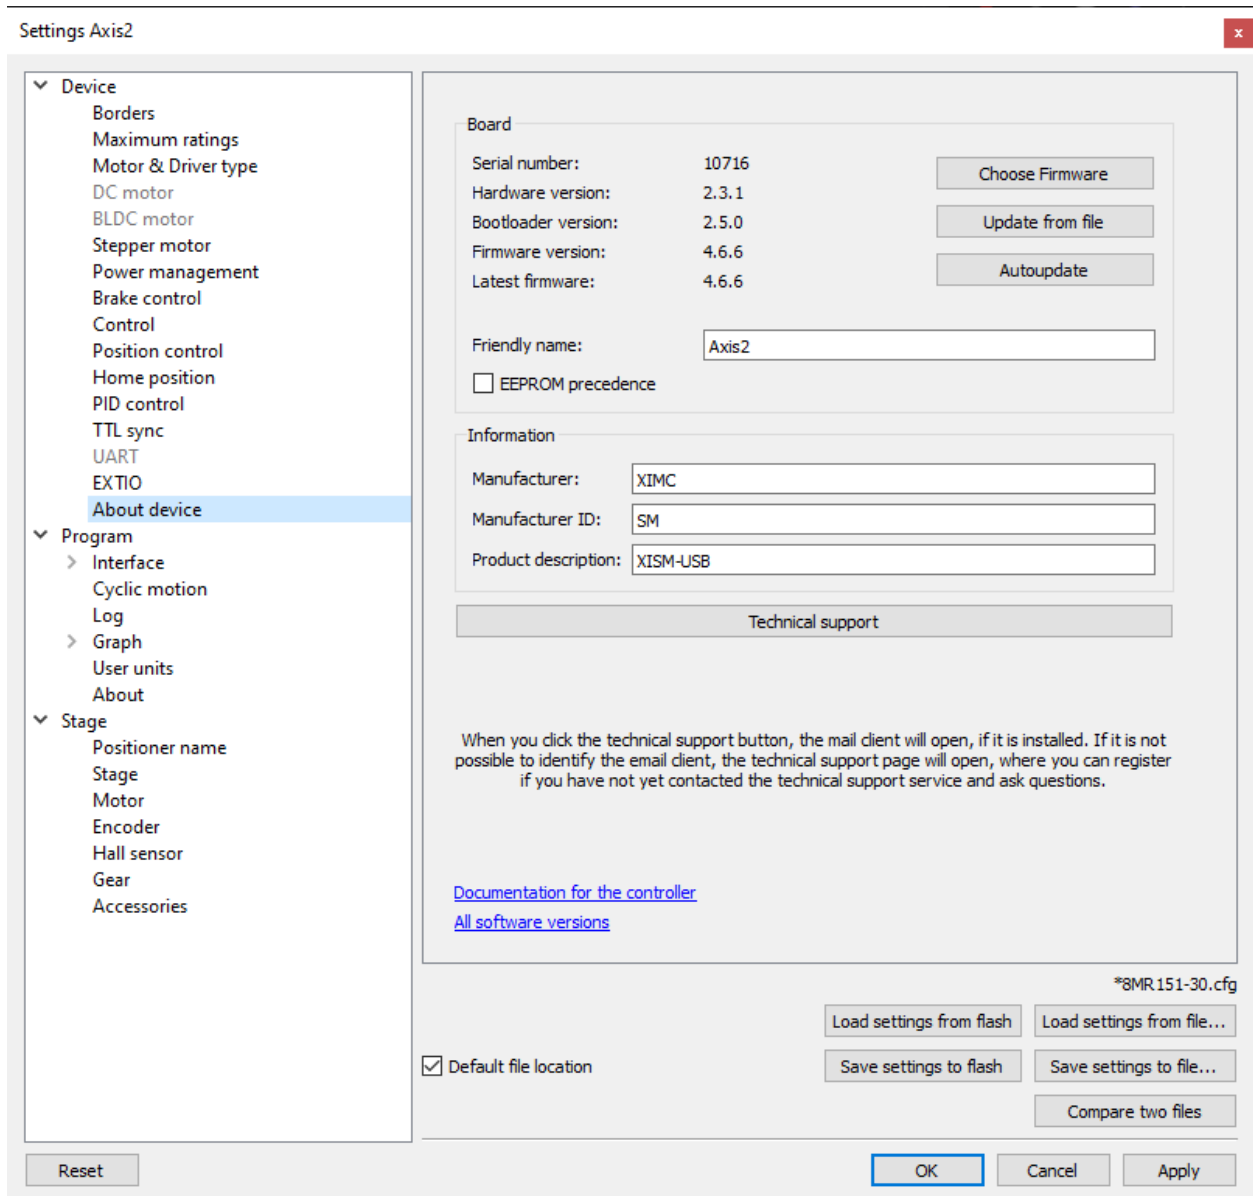 Settings Axis2
x
Device
Borders
Maximum ratings
Motor & Driver type
DC motor
BLDC motor
Stepper motor
Power management
Brake control
Control
Position control
Home position
PID control
TTL sync
UART
EXTIO
About device
Program
Interface
Cyclic motion
Log
Graph
User units
About
Stage
Positioner name
Stage
Motor
Encoder
Hall sensor
Gear
Accessories
Board
Serial number: 10716
Hardware version: 2.3.1
Bootloader version: 2.5.0
Firmware version: 4.6.6
Latest firmware: 4.6.6
Choose Firmware
Update from file
Autoupdate
Friendly name: Axis2
EEPROM precedence
Information
Manufacturer: XIMC
Manufacturer ID: SM
Product description: XISM-USB
Technical support
When you click the technical support button, the mail client will open, if it is installed. If it is not
possible to identify the email client, the technical support page will open, where you can register
if you have not yet contacted the technical support service and ask questions.
Documentation for the controller
All software versions
*8MR151-30.cfg
Load settings from flash Load settings from file...
Default file location Save settings to flash Save settings to file...
Compare two files
Reset OK Cancel Apply